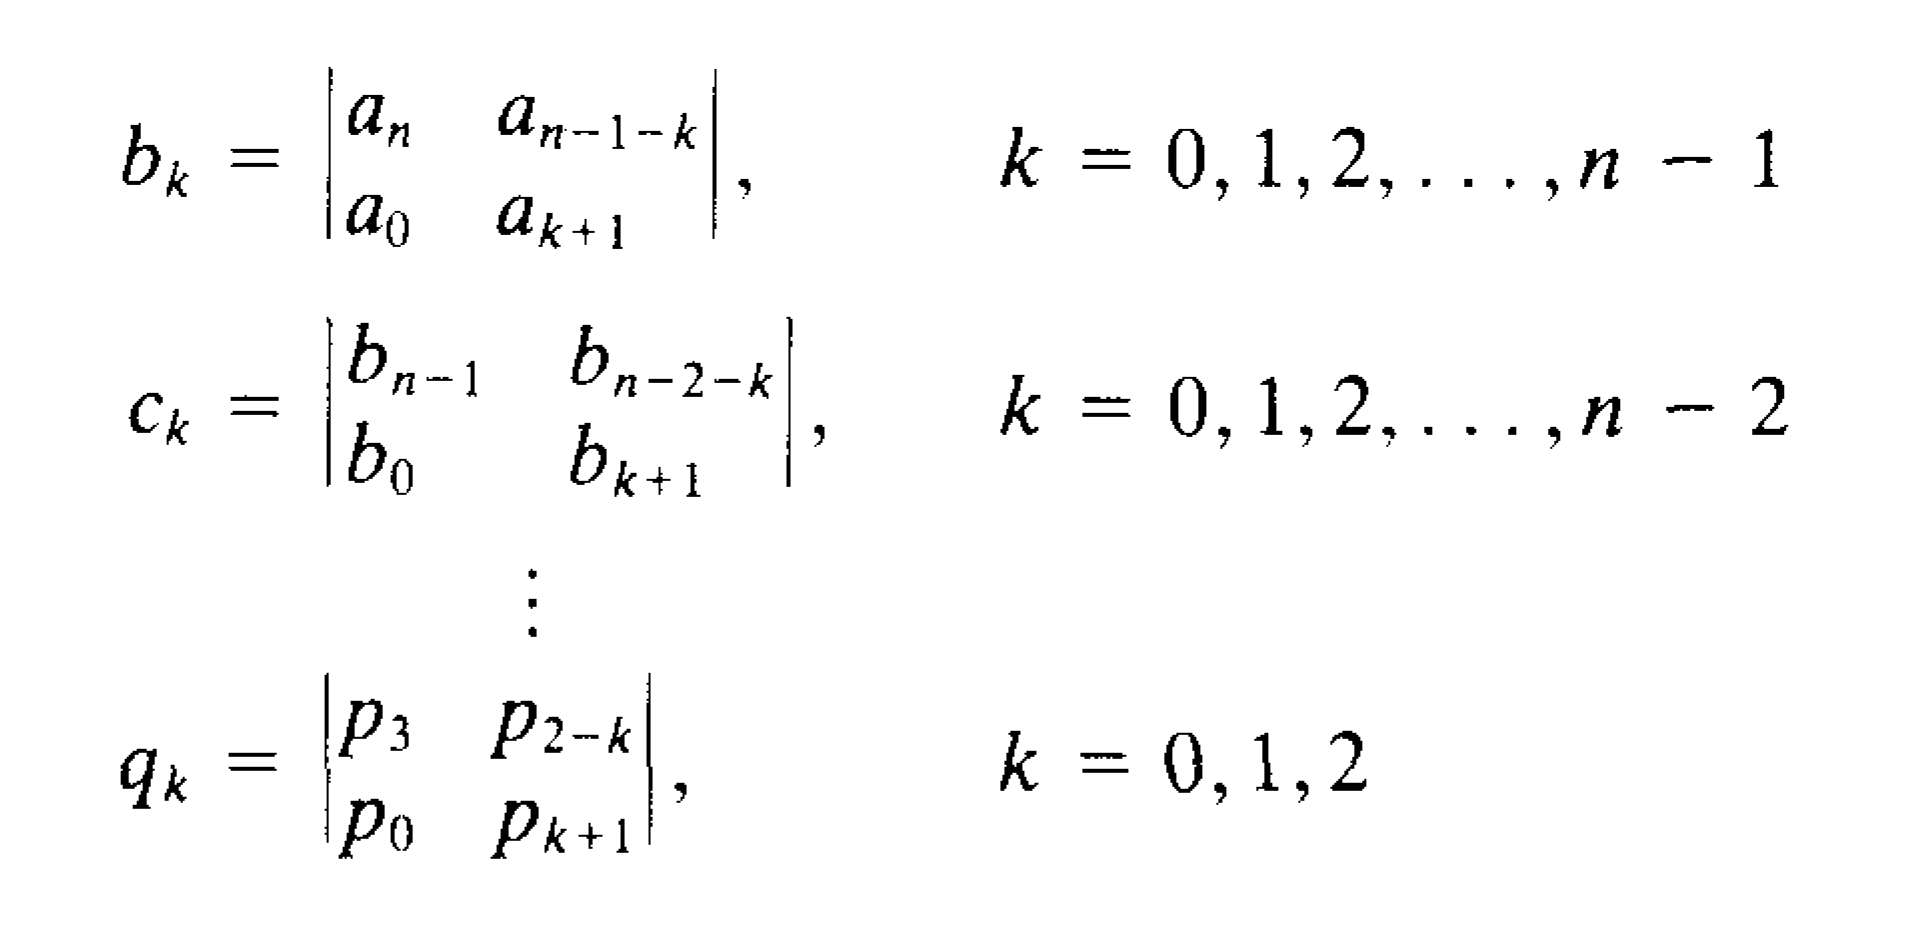 b_k = |a_n a_{n-1-k}; a_0 a_{k+1}|, k = 0, 1, 2, . . . , n − 1
c_k = |b_{n-1} b_{n-2-k}; b_0 b_{k+1}|, k = 0, 1, 2, . . . , n − 2
⋮
q_k = |p_3 p_{2-k}; p_0 p_{k+1}|, k = 0, 1, 2